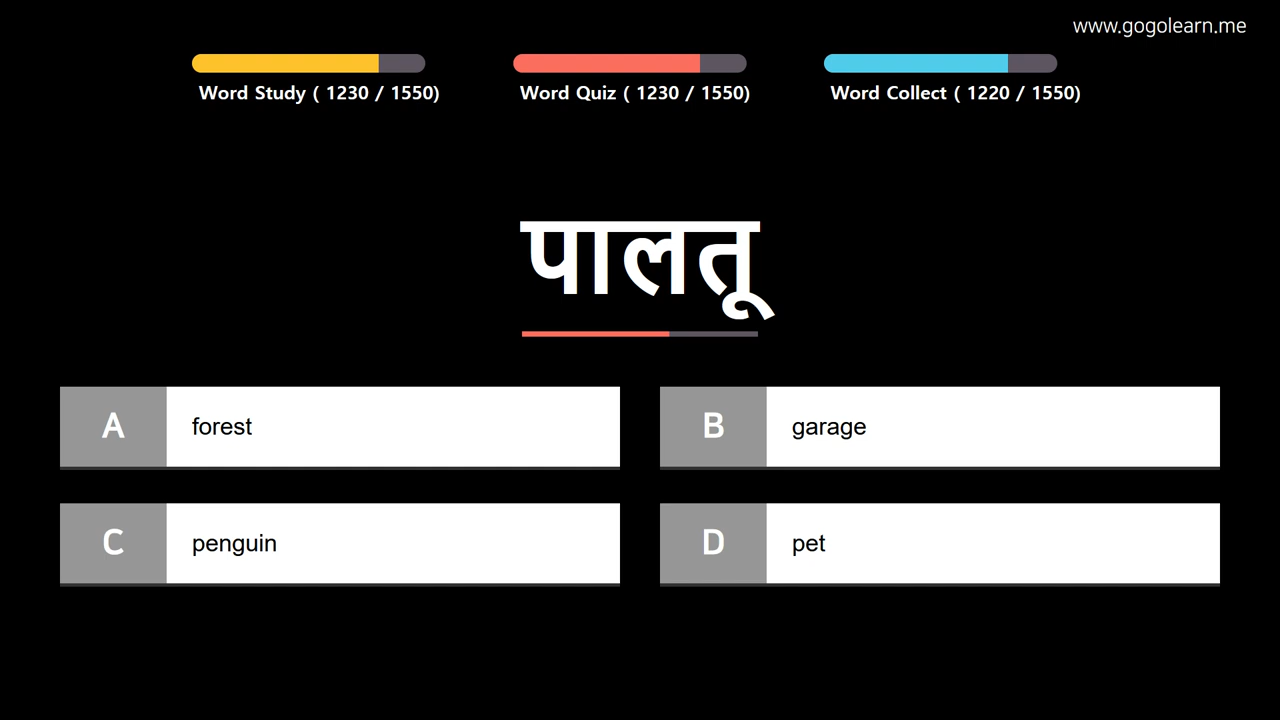 www.gogolearn.me
Word Study ( 1230 / 1550)
Word Quiz ( 1230 / 1550)
Word Collect ( 1220 / 1550)
पालतू
A forest
B garage
C penguin
D pet